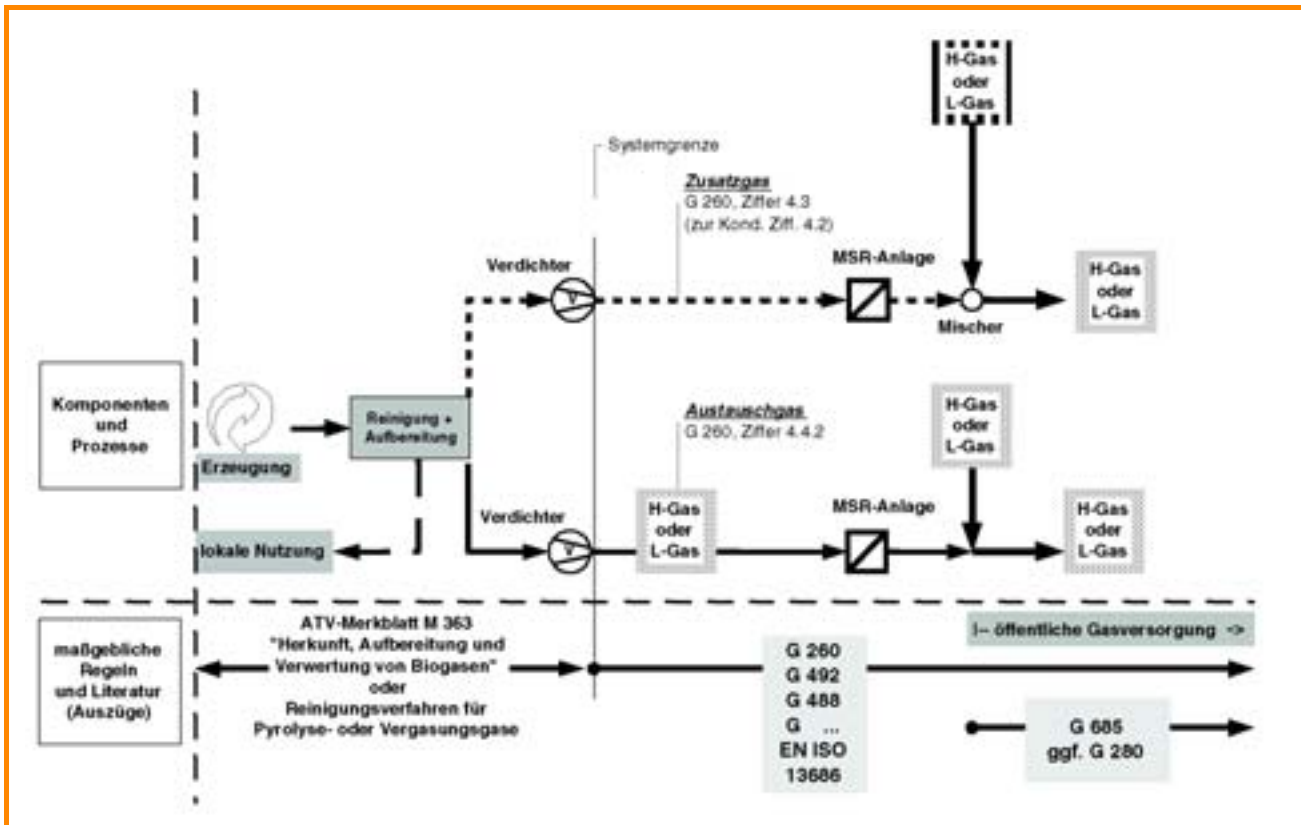 H-Gas
oder
L-Gas
Systemgrenze
Zusatzgas
G 260, Ziffer 4.3
(zur Kond. Ziff. 4.2)
Verdichter
V
MSR-Anlage
Mischer
H-Gas
oder
L-Gas
Komponenten
und
Prozesse
Erzeugung
Reinigung +
Aufbereitung
lokale Nutzung
Austauschgas
G 260, Ziffer 4.4.2
H-Gas
oder
L-Gas
Verdichter
V
H-Gas
oder
L-Gas
MSR-Anlage
H-Gas
oder
L-Gas
maßgebliche
Regeln
und Literatur
(Auszüge)
ATV-Merkblatt M 363
"Herkunft, Aufbereitung und
Verwertung von Biogasen"
oder
Reinigungsverfahren für
Pyrolyse- oder Vergasungsgase
G 260
G 492
G 488
G ...
EN ISO
13686
I-- öffentliche Gasversorgung ->
G 685
ggf. G 280